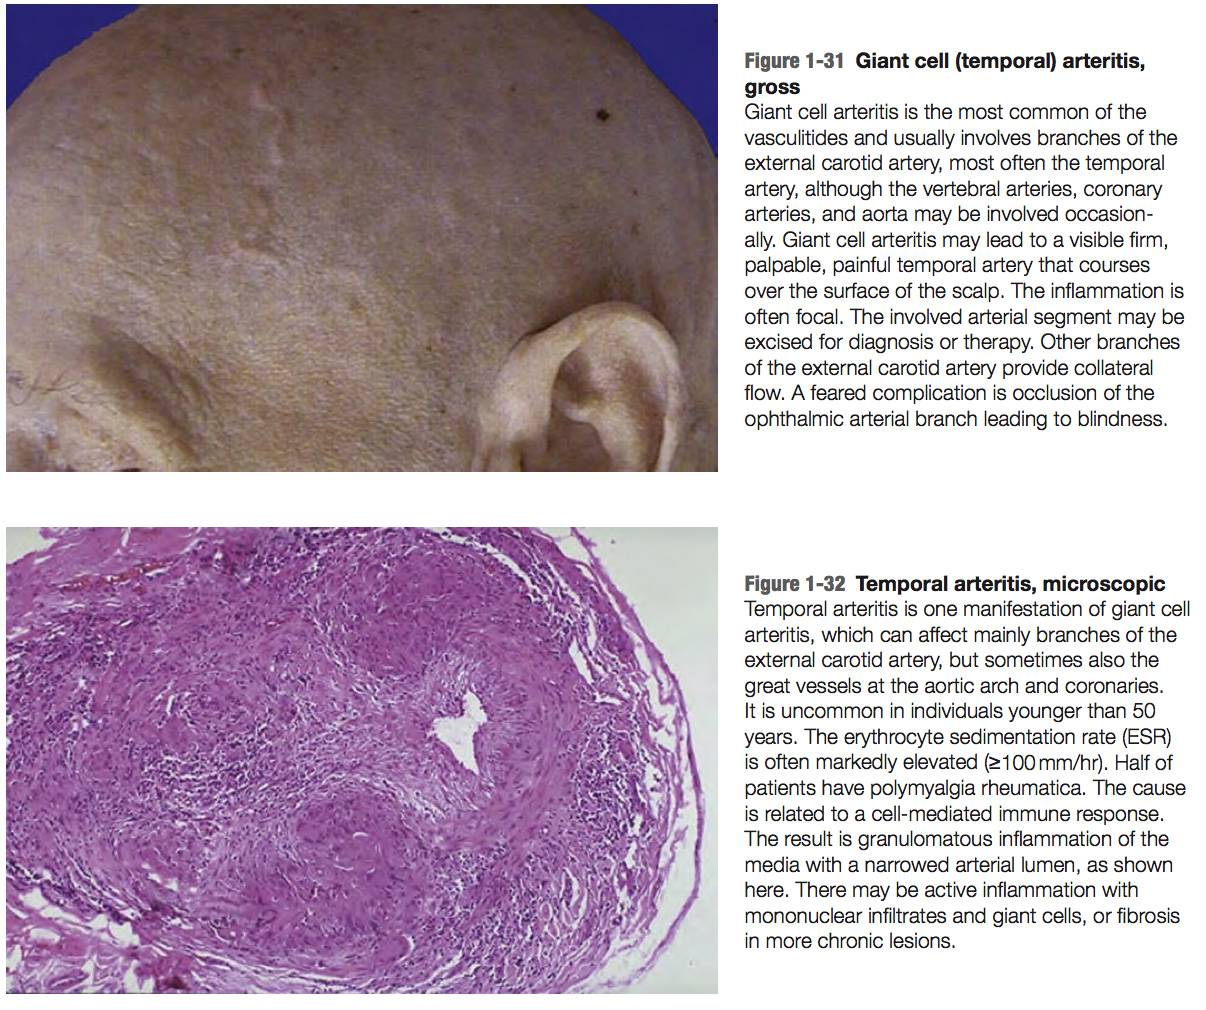 Figure 1-31 Giant cell (temporal) arteritis,
gross
Giant cell arteritis is the most common of the
vasculitides and usually involves branches of the
external carotid artery, most often the temporal
artery, although the vertebral arteries, coronary
arteries, and aorta may be involved occasion-
ally. Giant cell arteritis may lead to a visible firm,
palpable, painful temporal artery that courses
over the surface of the scalp. The inflammation is
often focal. The involved arterial segment may be
excised for diagnosis or therapy. Other branches
of the external carotid artery provide collateral
flow. A feared complication is occlusion of the
ophthalmic arterial branch leading to blindness.
Figure 1-32 Temporal arteritis, microscopic
Temporal arteritis is one manifestation of giant cell
arteritis, which can affect mainly branches of the
external carotid artery, but sometimes also the
great vessels at the aortic arch and coronaries.
It is uncommon in individuals younger than 50
years. The erythrocyte sedimentation rate (ESR)
is often markedly elevated (≥100 mm/hr). Half of
patients have polymyalgia rheumatica. The cause
is related to a cell-mediated immune response.
The result is granulomatous inflammation of the
media with a narrowed arterial lumen, as shown
here. There may be active inflammation with
mononuclear infiltrates and giant cells, or fibrosis
in more chronic lesions.